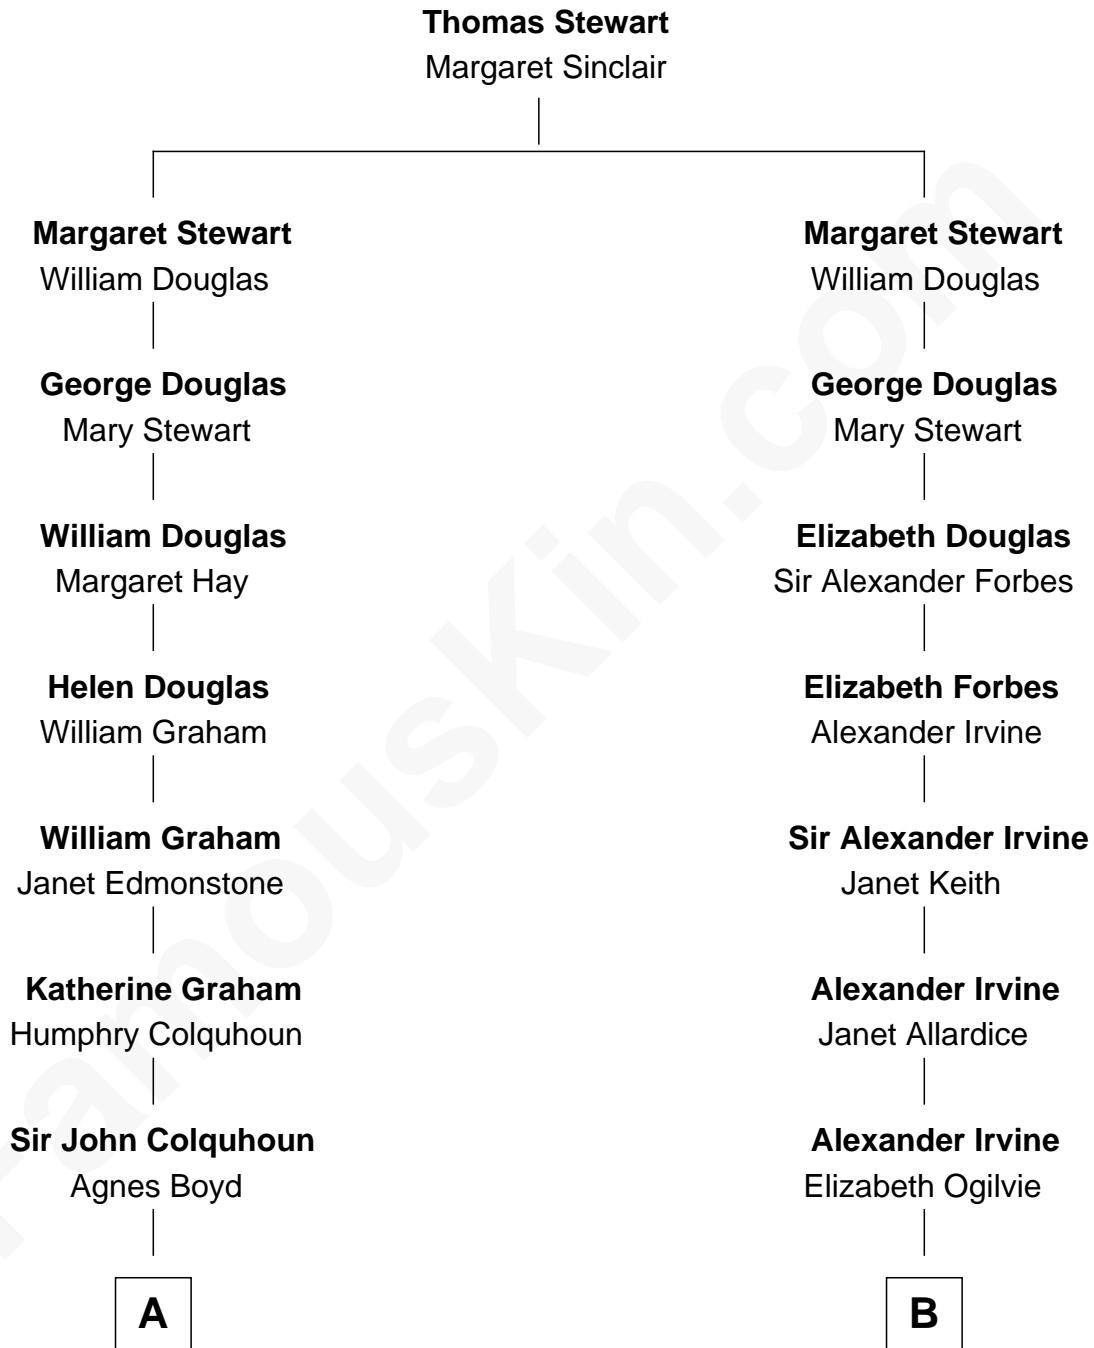 Thomas Stewart
Margaret Sinclair
Margaret Stewart
William Douglas
Margaret Stewart
William Douglas
George Douglas
Mary Stewart
George Douglas
Mary Stewart
William Douglas
Margaret Hay
Elizabeth Douglas
Sir Alexander Forbes
Helen Douglas
William Graham
Elizabeth Forbes
Alexander Irvine
William Graham
Janet Edmonstone
Sir Alexander Irvine
Janet Keith
Katherine Graham
Humphry Colquhoun
Alexander Irvine
Janet Allardice
Sir John Colquhoun
Agnes Boyd
Alexander Irvine
Elizabeth Ogilvie
A
B
FamousKin.com